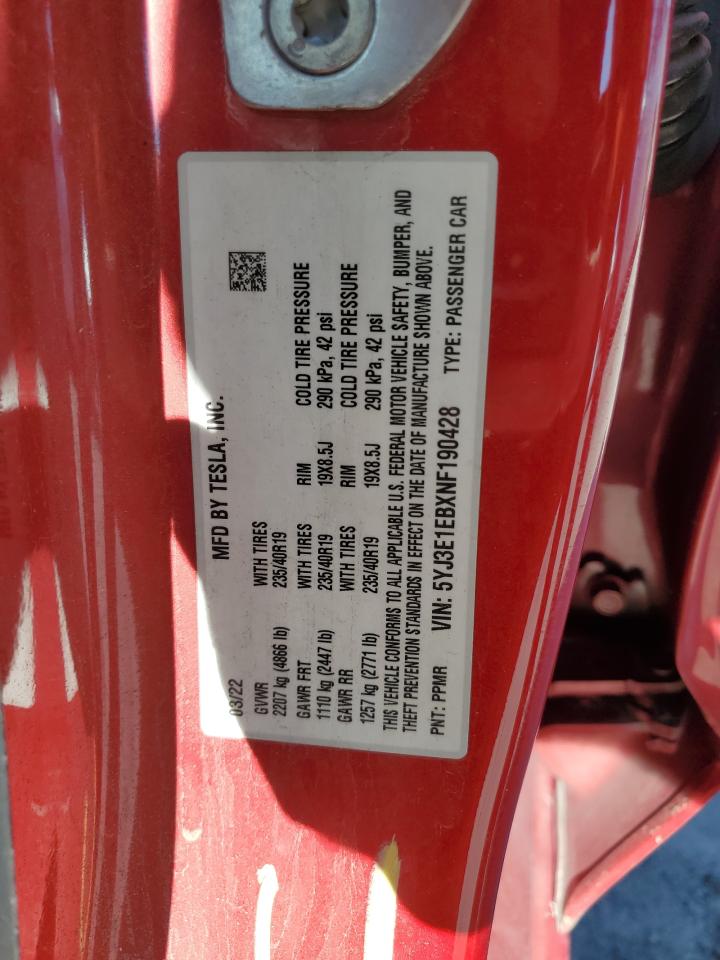 MFD BY TESLA, INC.
03/22
GVWR WITH TIRES
2207 kg (4866 lb) 235/40R19
GAWR FRT WITH TIRES RIM COLD TIRE PRESSURE
1110 kg (2447 lb) 235/40R19 19X8.5J 290 kPa, 42 psi
GAWR RR WITH TIRES RIM COLD TIRE PRESSURE
1257 kg (2771 lb) 235/40R19 19X8.5J 290 kPa, 42 psi
THIS VEHICLE CONFORMS TO ALL APPLICABLE U.S. FEDERAL MOTOR VEHICLE SAFETY, BUMPER, AND
THEFT PREVENTION STANDARDS IN EFFECT ON THE DATE OF MANUFACTURE SHOWN ABOVE.
PNT: PPMR VIN: 5YJ3E1EBXNF190428 TYPE: PASSENGER CAR